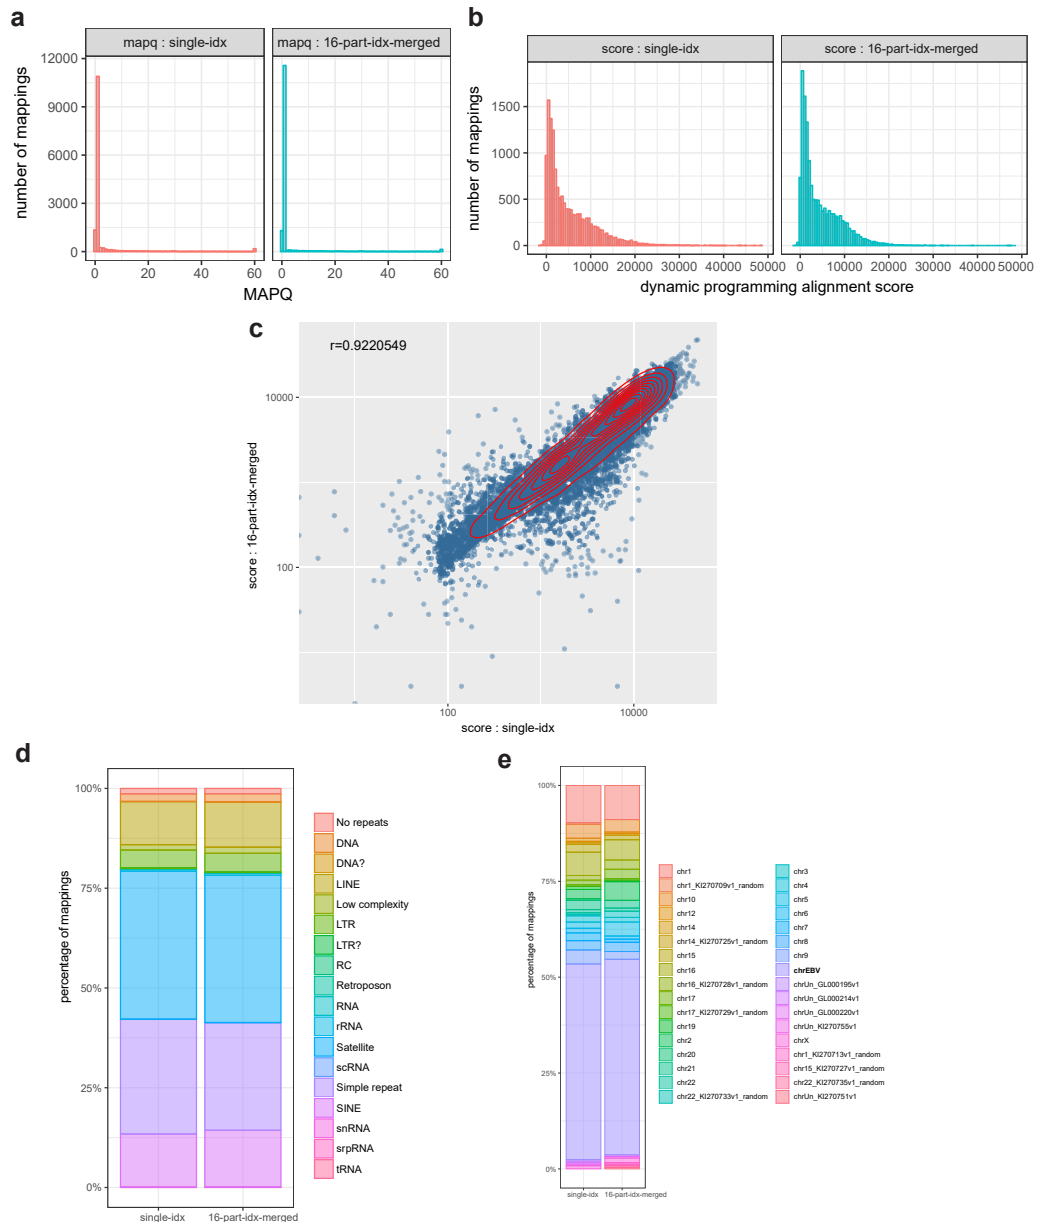 a
mapq : single-idx
mapq : 16-part-idx-merged
number of mappings
12000
9000
6000
3000
0
0 20 40 60
0 20 40 60
MAPQ
b
score : single-idx
score : 16-part-idx-merged
number of mappings
1500
1000
500
0
0 10000 20000 30000 40000 50000
0 10000 20000 30000 40000 50000
dynamic programming alignment score
c
r=0.9220549
score : 16-part-idx-merged
10000
100
100
10000
score : single-idx
d
percentage of mappings
100%
75%
50%
25%
0%
single-idx
16-part-idx-merged
No repeats
DNA
DNA?
LINE
Low complexity
LTR
LTR?
RC
Retroposon
RNA
rRNA
Satellite
scRNA
Simple repeat
SINE
snRNA
srpRNA
tRNA
e
percentage of mappings
100%
75%
50%
25%
0%
single-idx
16-part-idx-merged
chr1
chr1_KI270709v1_random
chr10
chr12
chr14
chr14_KI270725v1_random
chr15
chr16
chr16_KI270728v1_random
chr17
chr17_KI270729v1_random
chr19
chr2
chr20
chr21
chr22
chr22_KI270733v1_random
chr3
chr4
chr5
chr6
chr7
chr8
chr9
chrEBV
chrUn_GL000195v1
chrUn_GL000214v1
chrUn_GL000220v1
chrUn_KI270755v1
chrX
chr1_KI270713v1_random
chr15_KI270727v1_random
chr22_KI270735v1_random
chrUn_KI270751v1